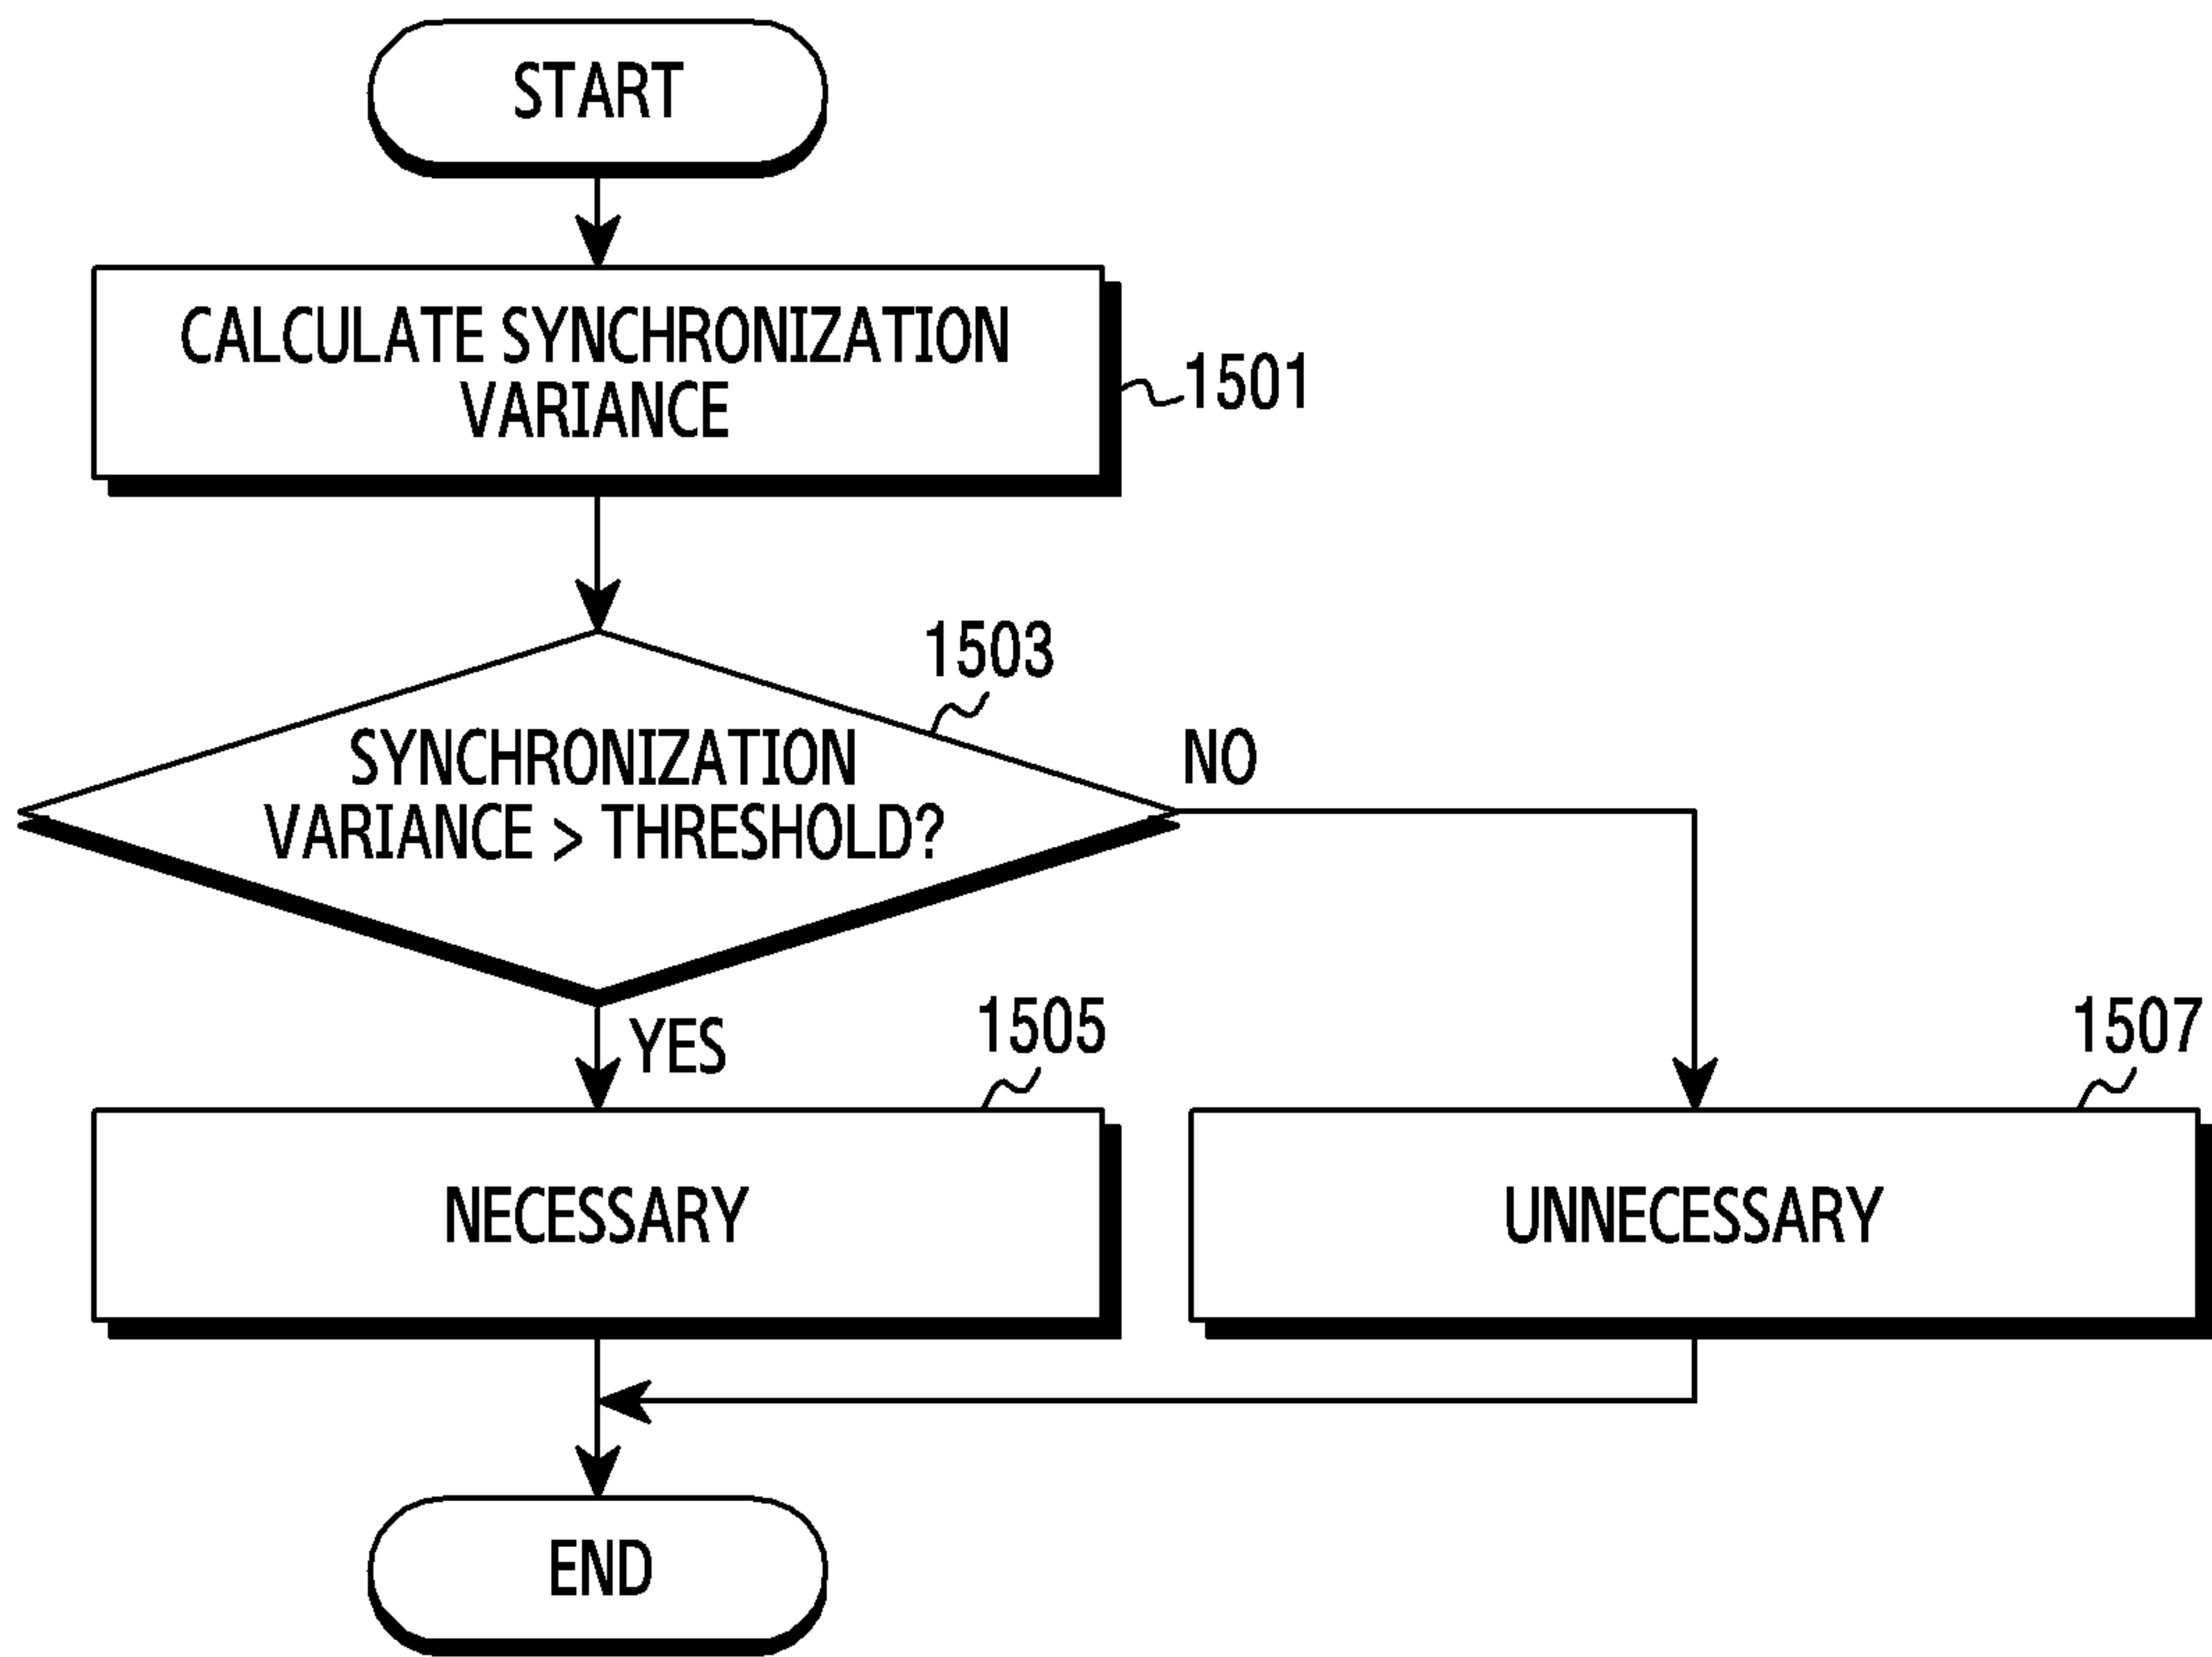 START
CALCULATE SYNCHRONIZATION
VARIANCE
1501
1503
SYNCHRONIZATION
VARIANCE > THRESHOLD?
NO
YES
1505
1507
NECESSARY
UNNECESSARY
END